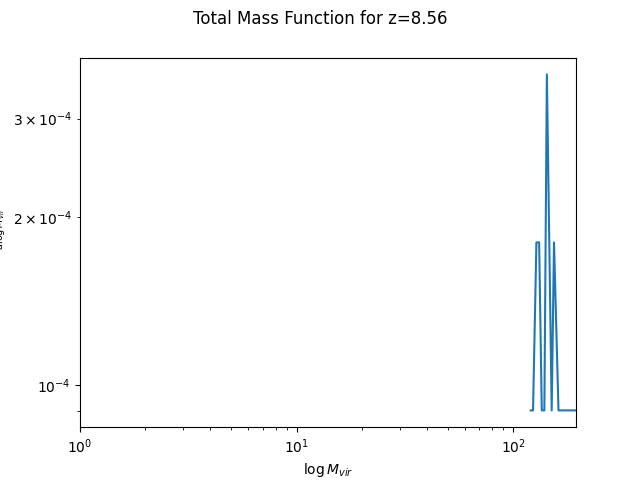 Total Mass Function for z=8.56
3 × 10⁻⁴
2 × 10⁻⁴
10⁻⁴
10⁰ 10¹ 10²
log M_vir